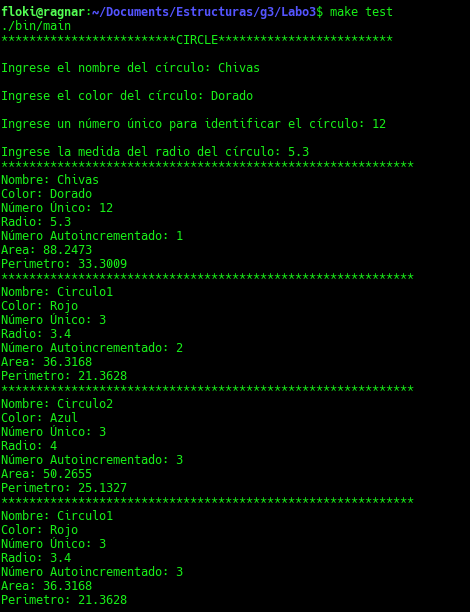 floki@ragnar:~/Documents/Estructuras/g3/Labo3$ make test
./bin/main
*************************CIRCLE*************************
Ingrese el nombre del círculo: Chivas
Ingrese el color del círculo: Dorado
Ingrese un número único para identificar el círculo: 12
Ingrese la medida del radio del círculo: 5.3
***********************************************************
Nombre: Chivas
Color: Dorado
Número Único: 12
Radio: 5.3
Número Autoincrementado: 1
Area: 88.2473
Perimetro: 33.3009
***********************************************************
Nombre: Circulo1
Color: Rojo
Número Único: 3
Radio: 3.4
Número Autoincrementado: 2
Area: 36.3168
Perimetro: 21.3628
***********************************************************
Nombre: Circulo2
Color: Azul
Número Único: 3
Radio: 4
Número Autoincrementado: 3
Area: 50.2655
Perimetro: 25.1327
***********************************************************
Nombre: Circulo1
Color: Rojo
Número Único: 3
Radio: 3.4
Número Autoincrementado: 3
Area: 36.3168
Perimetro: 21.3628